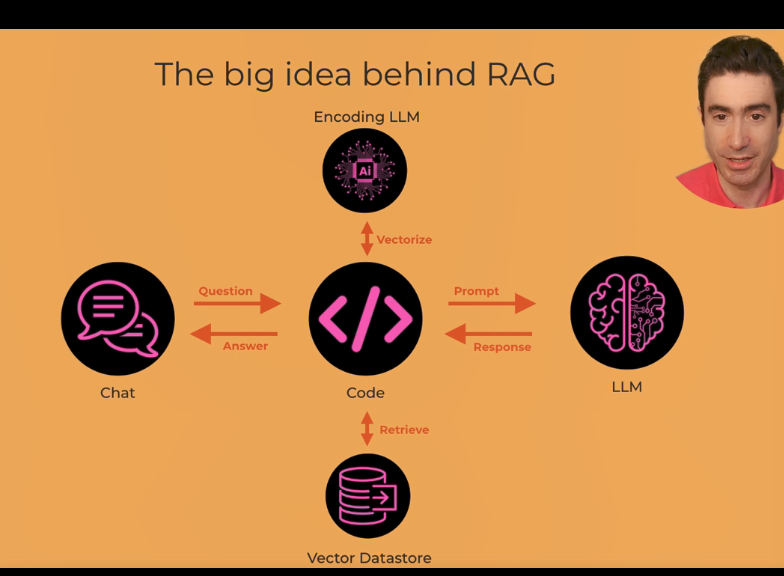 The big idea behind RAG
Encoding LLM
Ai
Vectorize
Question
Prompt
</>
Answer
Response
Chat
Code
LLM
Retrieve
Vector Datastore